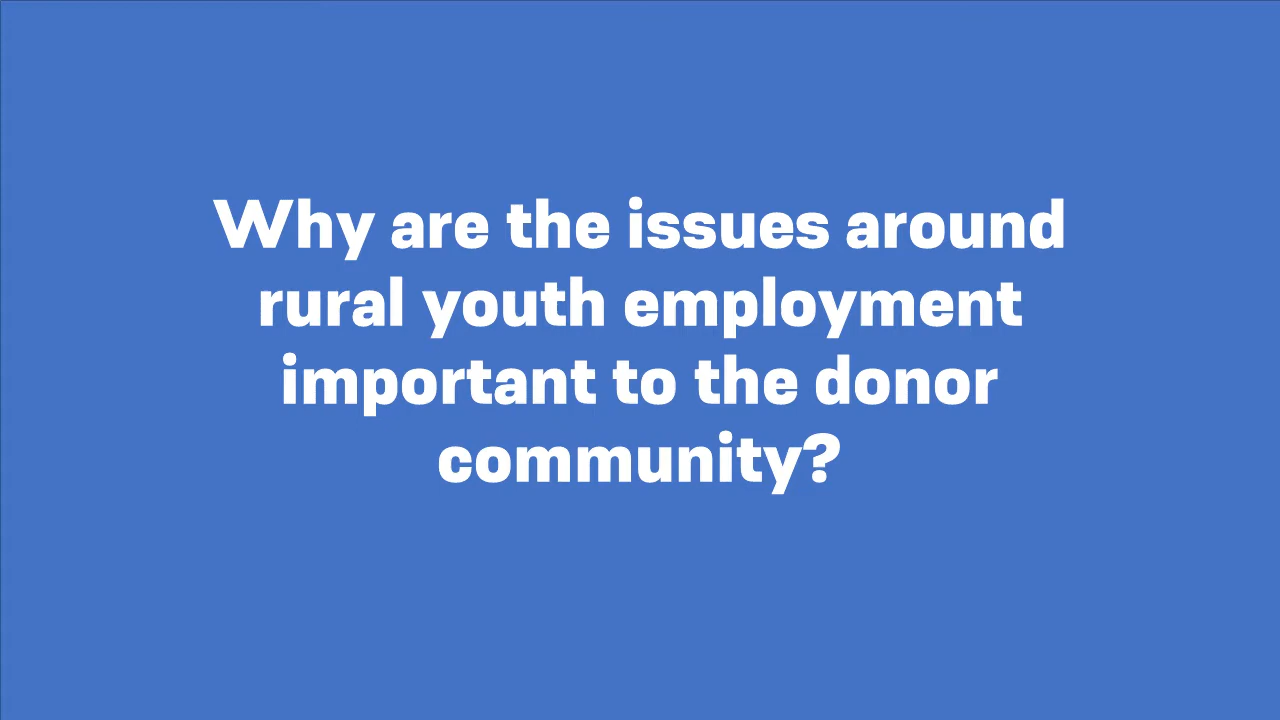 Why are the issues around
rural youth employment
important to the donor
community?